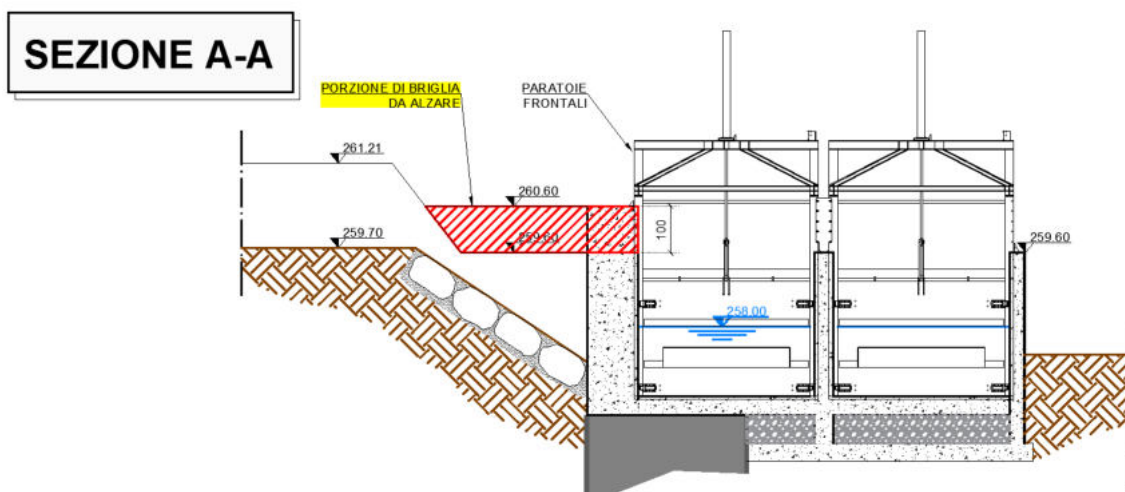 SEZIONE A-A
PORZIONE DI BRIGLIA
DA ALZARE
PARATOIE
FRONTALI
261.21
260.60
259.70
259.60
100
259.60
258.00